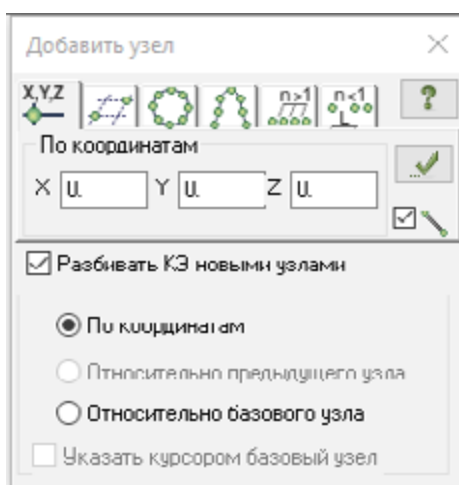 Добавить узел
X,Y,Z n>1 n<1
?
По координатам
X 0. Y 0. Z 0.
Разбивать КЭ новыми узлами
По координатам
Относительно предыдущего узла
Относительно базового узла
Указать курсором базовый узел